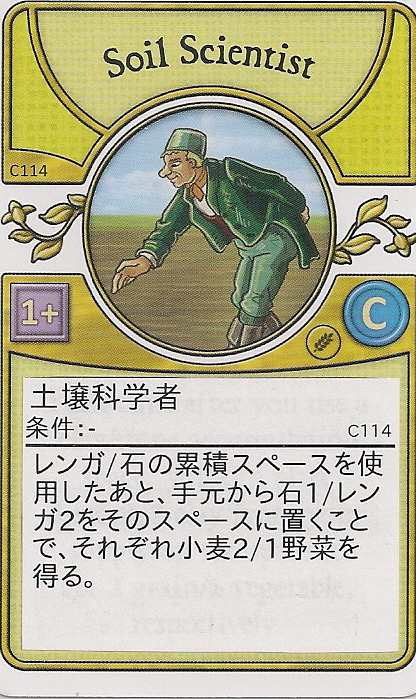 Soil Scientist
C114
1+
C
土壌科学者
条件:-
C114
レンガ/石の累積スペースを使
用したあと、手元から石1/レン
ガ2をそのスペースに置くこと
で、それぞれ小麦2/1野菜を
得る。